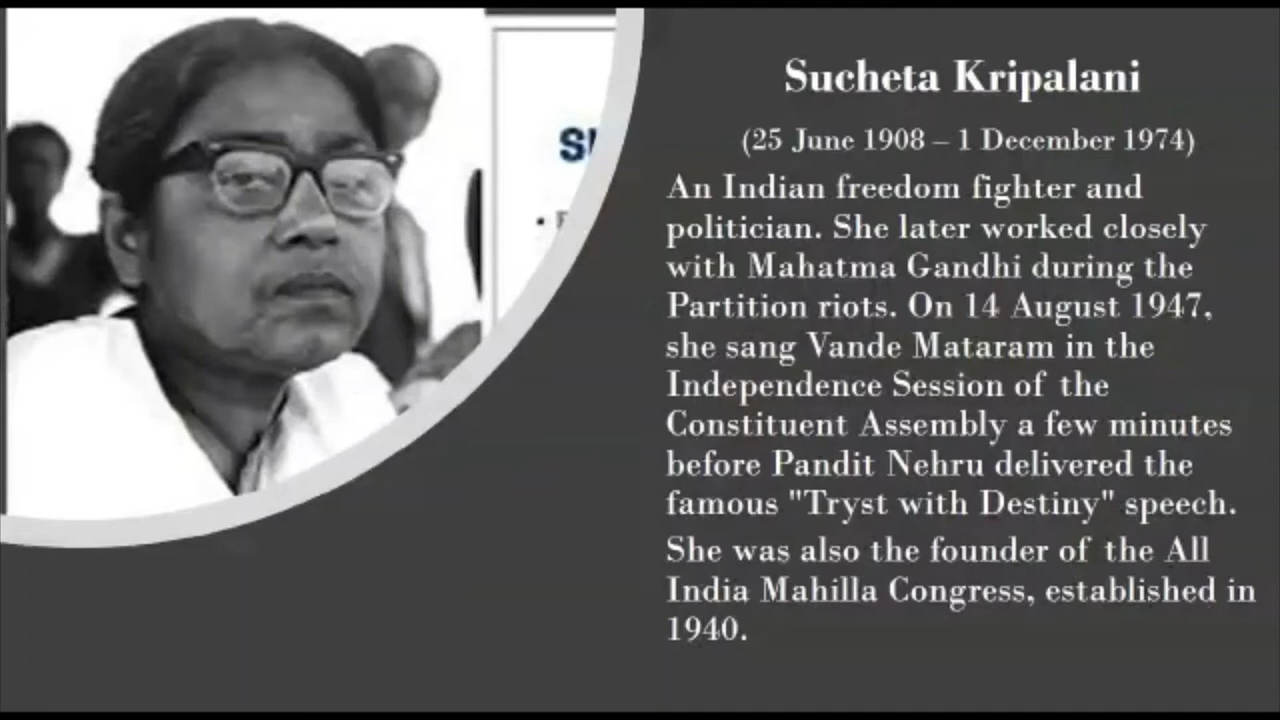 Sucheta Kripalani
(25 June 1908 – 1 December 1974)
An Indian freedom fighter and
politician. She later worked closely
with Mahatma Gandhi during the
Partition riots. On 14 August 1947,
she sang Vande Mataram in the
Independence Session of the
Constituent Assembly a few minutes
before Pandit Nehru delivered the
famous "Tryst with Destiny" speech.
She was also the founder of the All
India Mahilla Congress, established in
1940.